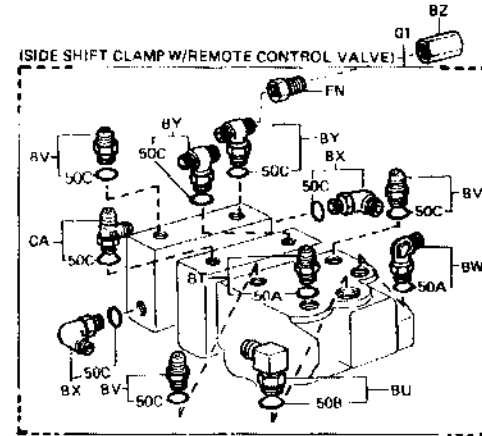 BZ
G1
(SIDE SHIFT CLAMP W/REMOTE CONTROL VALVE)
FN
BY
50C
BY
50C
BX
50C
BV
50C
BV
50C
CA
50C
BT
50A
BW
50A
BX
50C
BV
50C
BU
50B